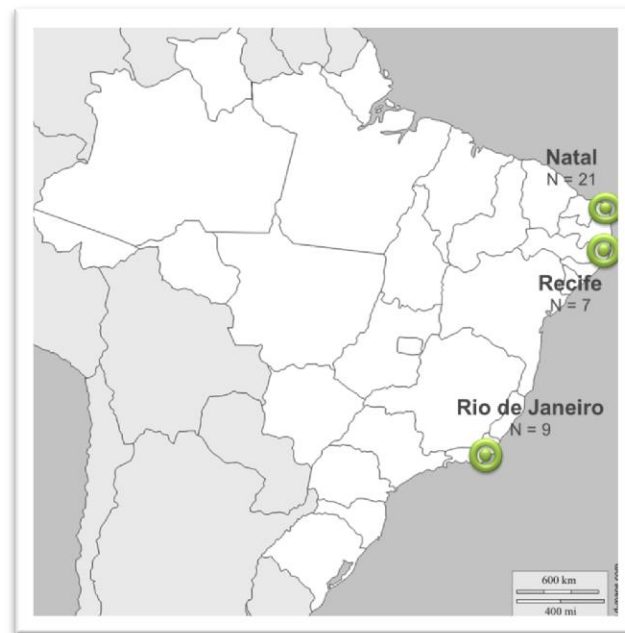 Natal
N = 21
Recife
N = 7
Rio de Janeiro
N = 9
600 km
400 mi